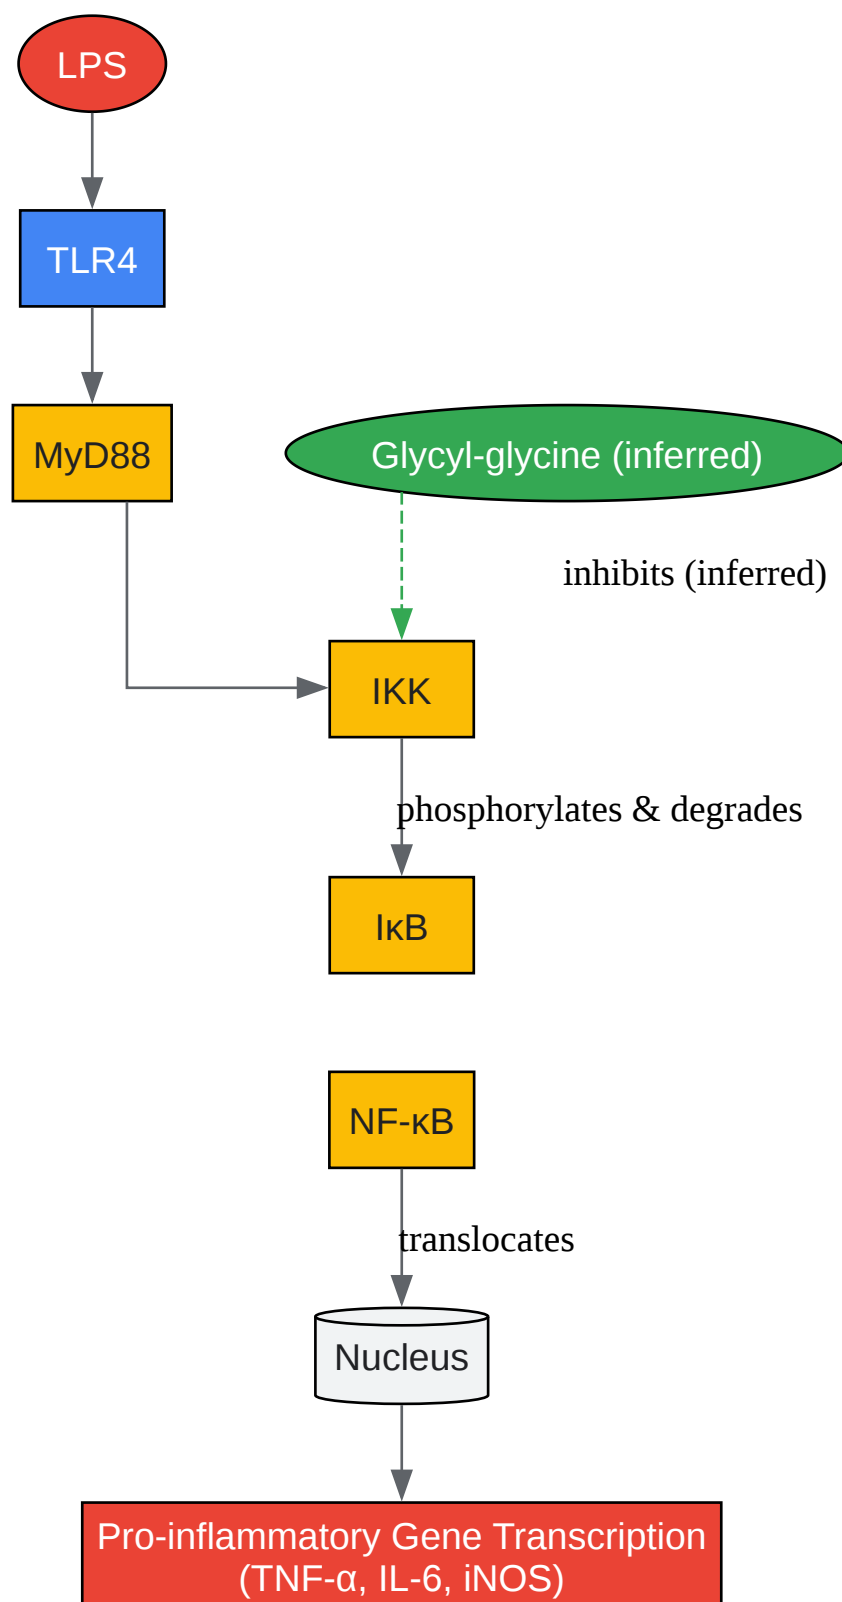 LPS
TLR4
MyD88
Glycyl-glycine (inferred)
inhibits (inferred)
IKK
phosphorylates & degrades
IκB
NF-κB
translocates
Nucleus
Pro-inflammatory Gene Transcription
(TNF-α, IL-6, iNOS)